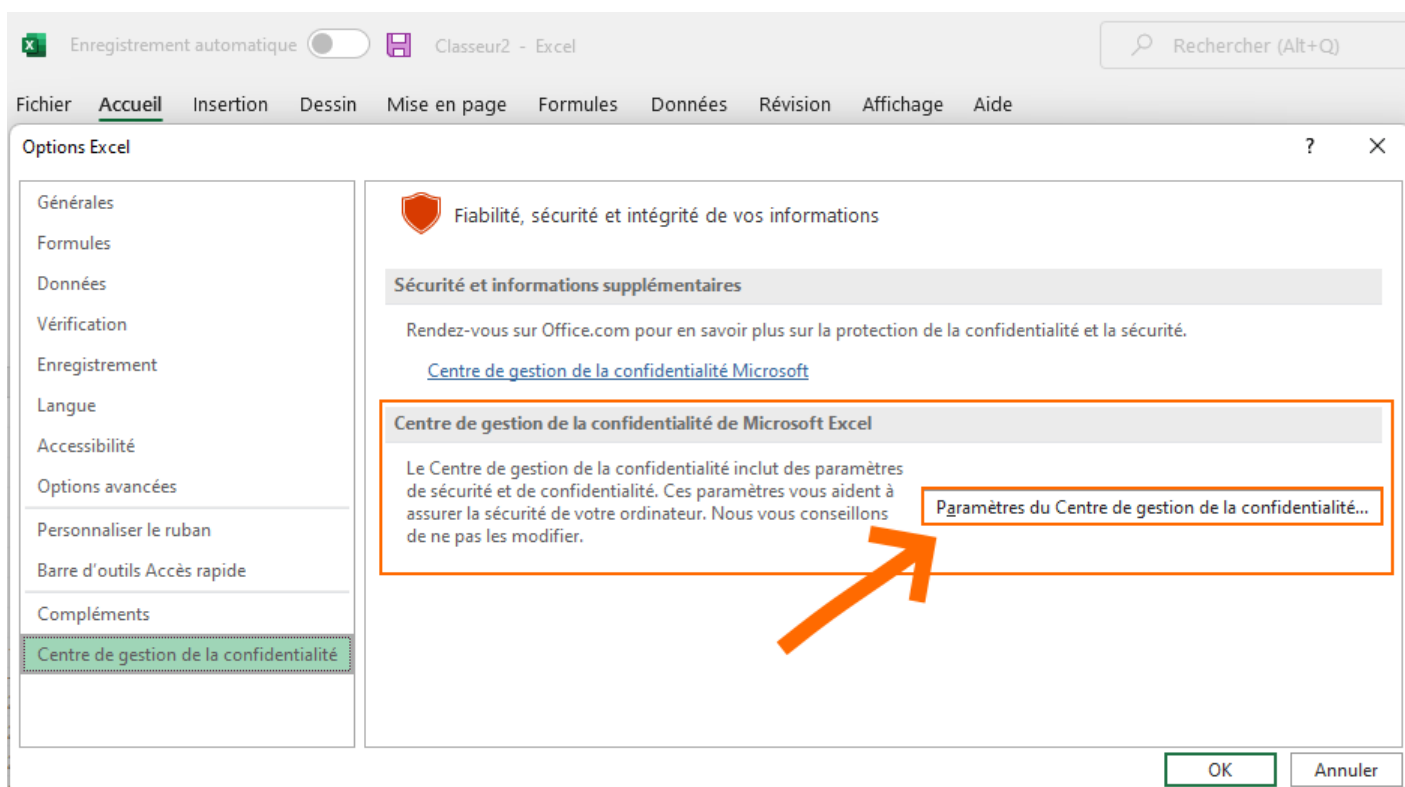 Enregistrement automatique
Classeur2 - Excel
Rechercher (Alt+Q)
Fichier Accueil Insertion Dessin Mise en page Formules Données Révision Affichage Aide
Options Excel
? ×
Générales
Formules
Données
Vérification
Enregistrement
Langue
Accessibilité
Options avancées
Personnaliser le ruban
Barre d'outils Accès rapide
Compléments
Centre de gestion de la confidentialité
Fiabilité, sécurité et intégrité de vos informations
Sécurité et informations supplémentaires
Rendez-vous sur Office.com pour en savoir plus sur la protection de la confidentialité et la sécurité.
Centre de gestion de la confidentialité Microsoft
Centre de gestion de la confidentialité de Microsoft Excel
Le Centre de gestion de la confidentialité inclut des paramètres
de sécurité et de confidentialité. Ces paramètres vous aident à
assurer la sécurité de votre ordinateur. Nous vous conseillons
de ne pas les modifier.
Paramètres du Centre de gestion de la confidentialité...
OK
Annuler